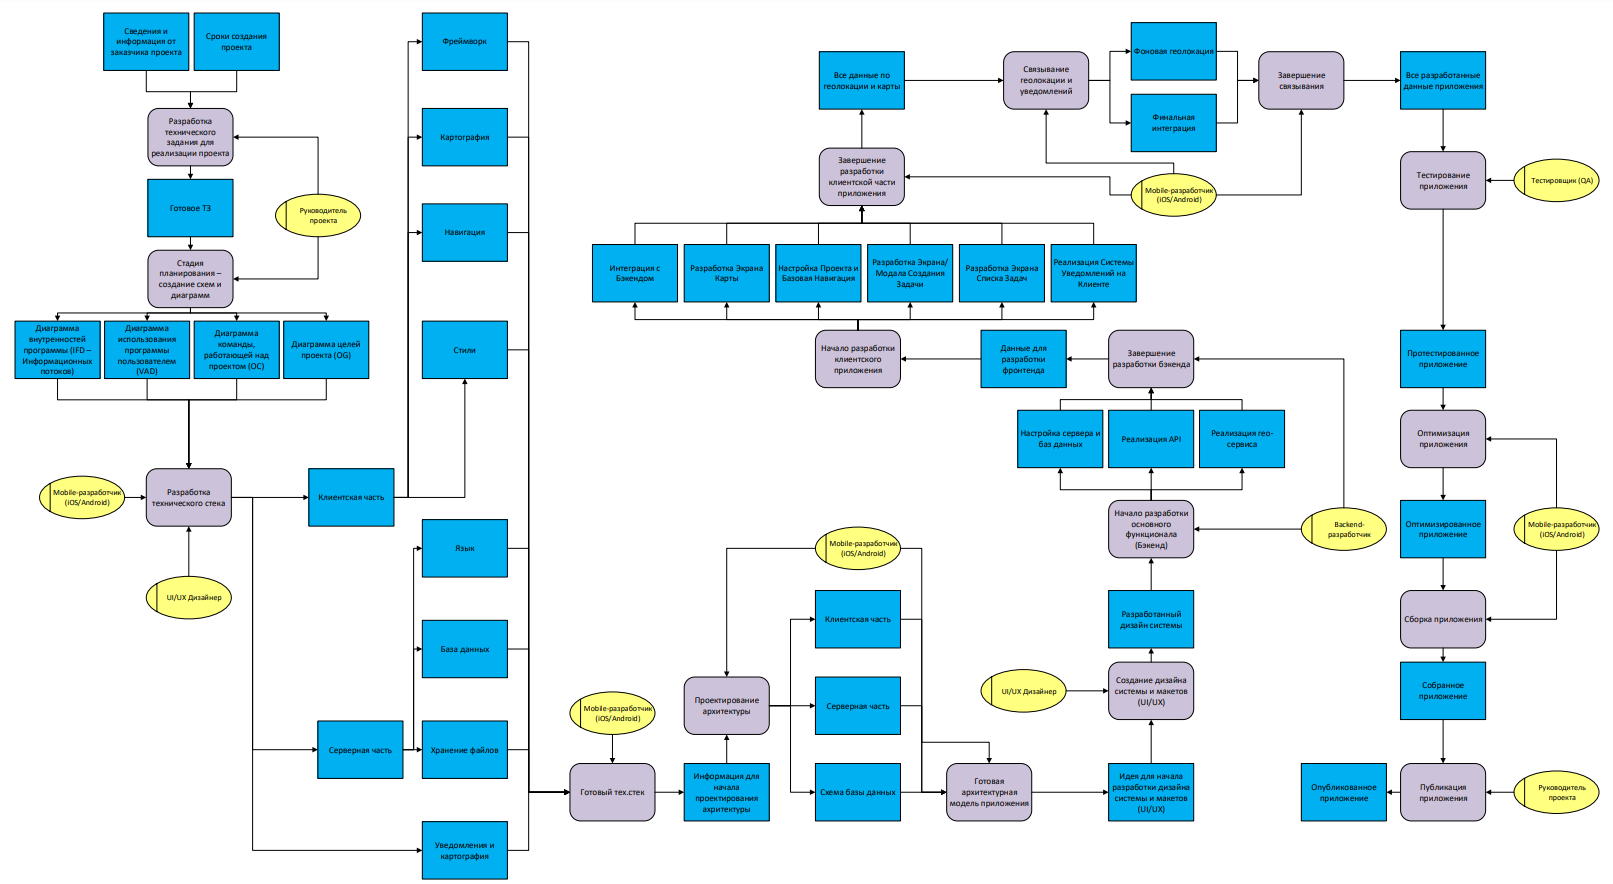 Сведения и
информация от
заказчика проекта
Сроки создания
проекта
Разработка
технического
задания для
реализации проекта
Готовое ТЗ
Руководитель
проекта
Стадия
планирования –
создание схем и
диаграмм
Диаграмма
внутренностей
программы (IFD –
Информационных
потоков)
Диаграмма
использования
программы
пользователем
(VAD)
Диаграмма
команды,
работающей над
проектом (ОС)
Диаграмма целей
проекта (OG)
Mobile-разработчик
(iOS/Android)
Разработка
технического стека
UI/UX Дизайнер
Клиентская часть
Серверная часть
Фреймворк
Картография
Навигация
Стили
Язык
База данных
Хранение файлов
Уведомления и
картография
Mobile-разработчик
(iOS/Android)
Готовый тех.стек
Информация для
начала
проектирования
архитектуры
Проектирование
архитектуры
Mobile-разработчик
(iOS/Android)
Клиентская часть
Серверная часть
Схема базы данных
Готовая
архитектурная
модель приложения
Идея для начала
разработки дизайна
системы и макетов
(UI/UX)
UI/UX Дизайнер
Создание дизайна
системы и макетов
(UI/UX)
Разработанный
дизайн системы
Начало разработки
основного
функционала
(Бэкенд)
Backend-
разработчик
Настройка сервера и
баз данных
Реализация API
Реализация гео-
сервиса
Завершение
разработки бэкенда
Данные для
разработки
фронтенда
Начало разработки
клиентского
приложения
Интеграция с
Бэкендом
Разработка Экрана
Карты
Настройка Проекта и
Базовая Навигация
Разработка Экрана/
Модала Создания
Задачи
Разработка Экрана
Списка Задач
Реализация Системы
Уведомлений на
Клиенте
Завершение
разработки
клиентской части
приложения
Mobile-разработчик
(iOS/Android)
Все данные по
геолокации и карты
Связывание
геолокации и
уведомлений
Фоновая геолокация
Финальная
интеграция
Завершение
связывания
Все разработанные
данные приложения
Тестирование
приложения
Тестировщик (QA)
Протестированное
приложение
Оптимизация
приложения
Оптимизированное
приложение
Mobile-разработчик
(iOS/Android)
Сборка приложения
Собранное
приложение
Публикация
приложения
Руководитель
проекта
Опубликованное
приложение